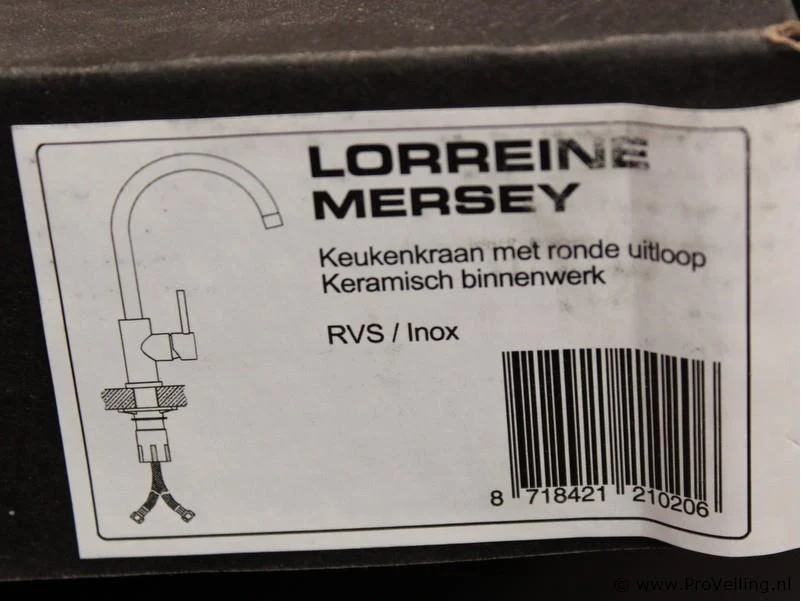 LORREINE
MERSEY
Keukenkraan met ronde uitloop
Keramisch binnenwerk
RVS / Inox
8 718421 210206
© www.ProVeiling.nl